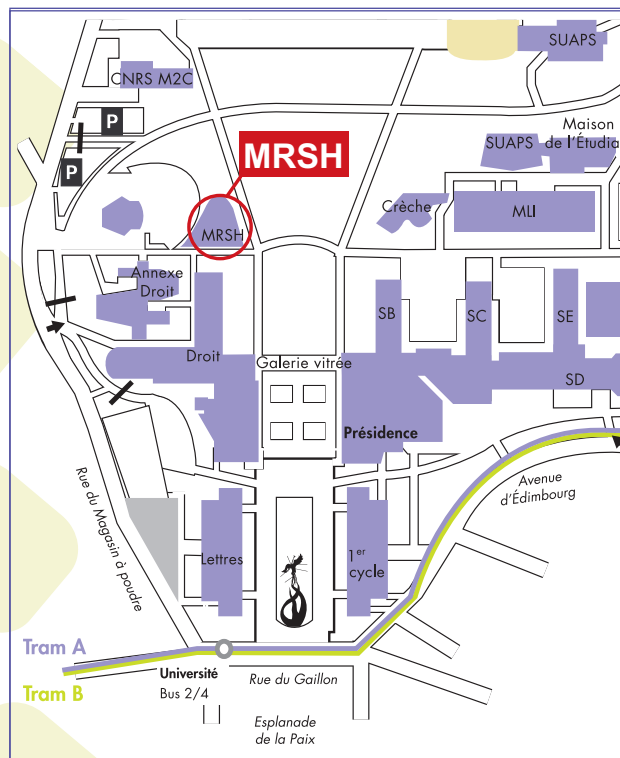 SUAPS
CNRS M2C
P
P
MRSH
SUAPS
Maison
de l'Étudia
Crèche
MLI
MRSH
Annexe
Droit
SB
SC
SE
Droit
Galerie vitrée
SD
Présidence
Avenue
d'Édimbourg
Rue du Magasin à poudre
Lettres
1er
cycle
Tram A
Tram B
Université
Bus 2/4
Rue du Gaillon
Esplanade
de la Paix